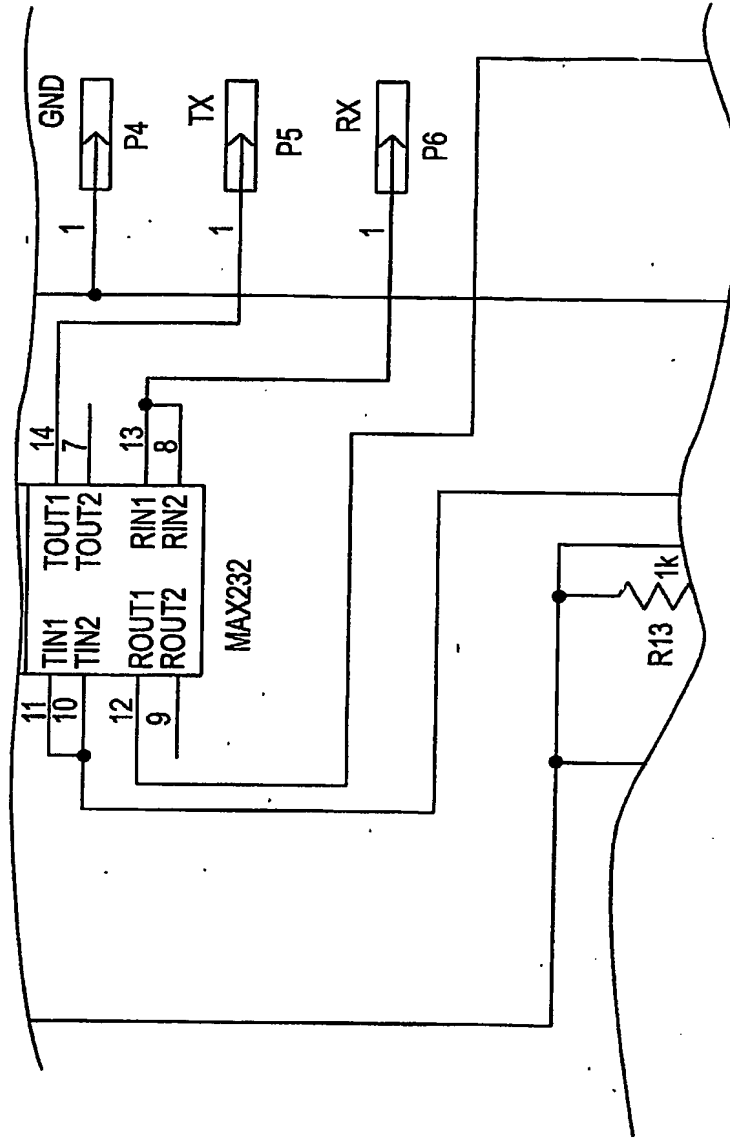 GND
P4
1
TX
P5
1
RX
P6
1
14
7
13
8
TOUT1
TOUT2
RIN1
RIN2
TIN1
TIN2
ROUT1
ROUT2
MAX232
11
10
12
9
1k
R13